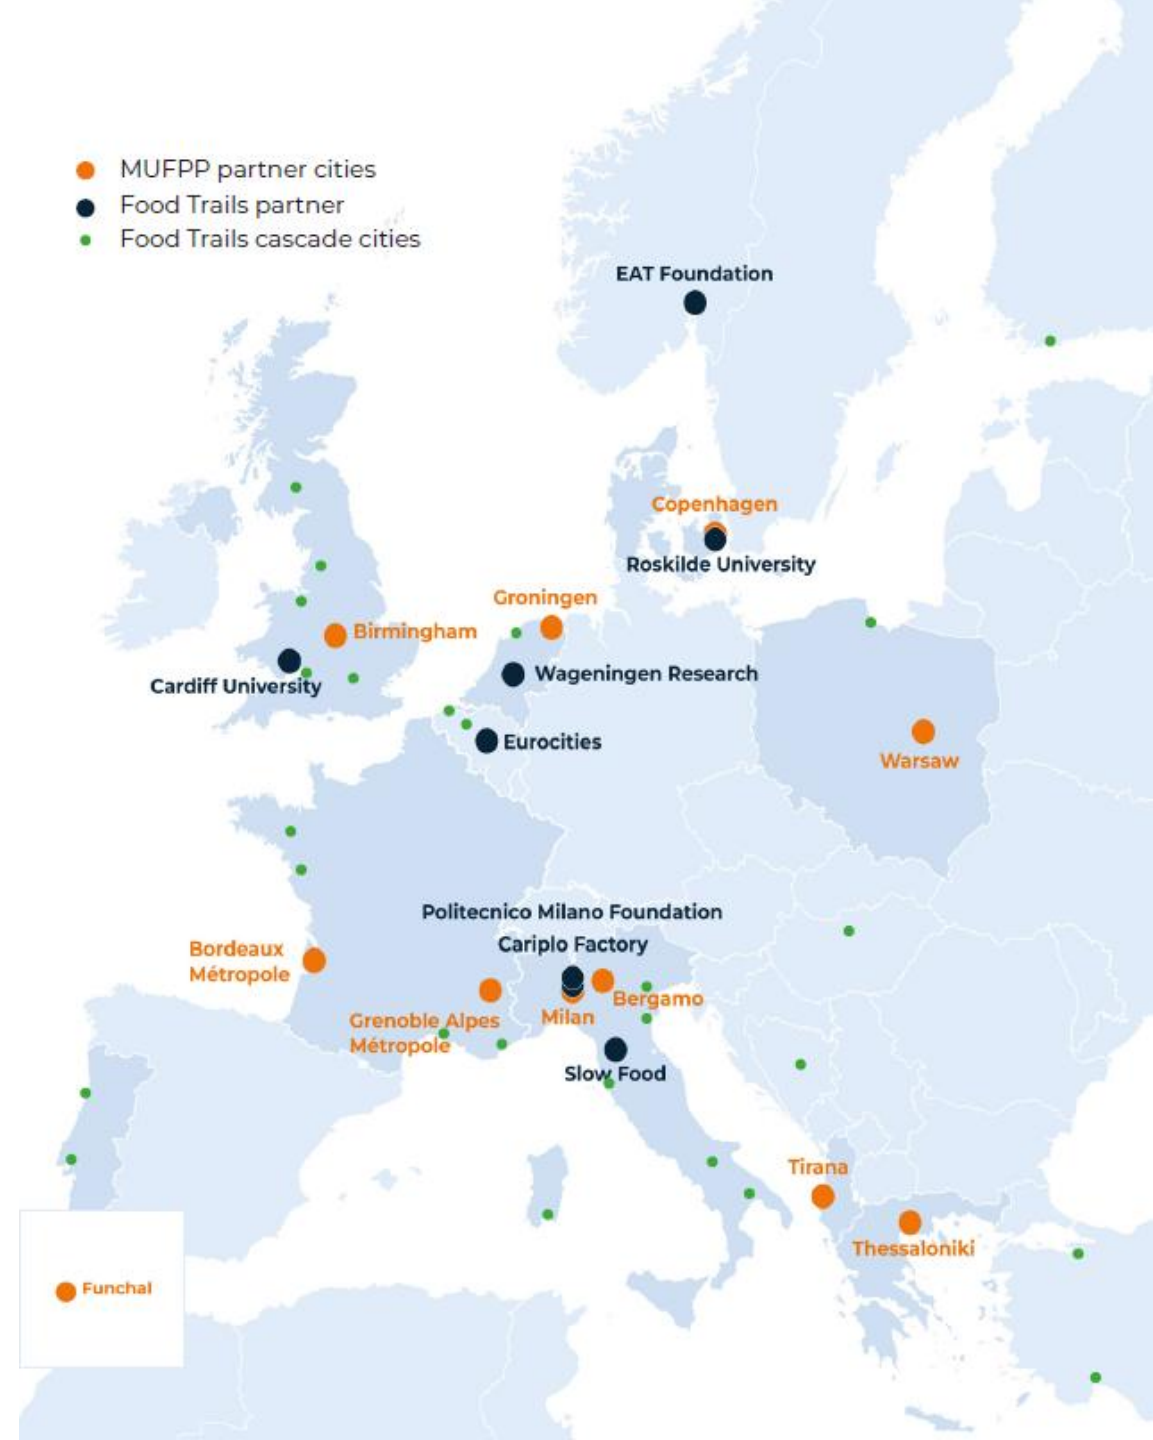 MUFPP partner cities
Food Trails partner
Food Trails cascade cities
EAT Foundation
Copenhagen
Roskilde University
Groningen
Birmingham
Wageningen Research
Cardiff University
Eurocities
Warsaw
Politecnico Milano Foundation
Cariplo Factory
Bordeaux
Métropole
Bergamo
Milan
Grenoble Alpes
Métropole
Slow Food
Tirana
Thessaloniki
Funchal